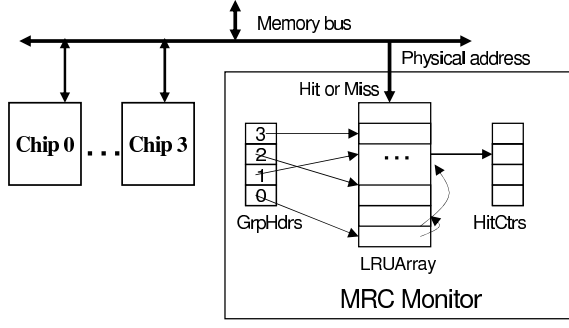 Memory bus
Physical address
Hit or Miss
Chip 0 ... Chip 3
3
2
1
0
...
GrpHdrs
HitCtrs
LRUArray
MRC Monitor